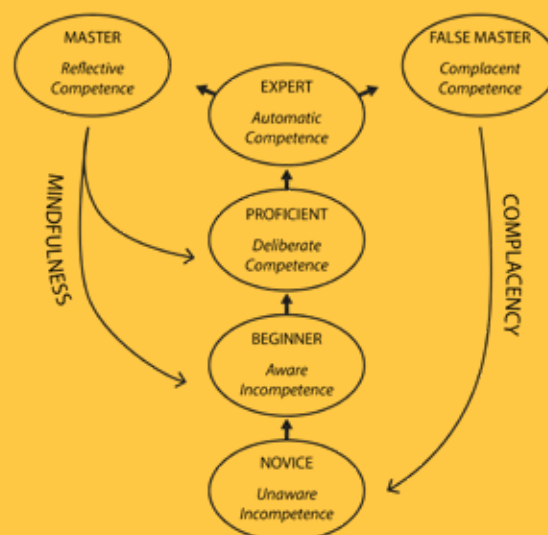 MASTER
Reflective
Competence
FALSE MASTER
Complacent
Competence
EXPERT
Automatic
Competence
MINDFULNESS
COMPLACENCY
PROFICIENT
Deliberate
Competence
BEGINNER
Aware
Incompetence
NOVICE
Unaware
Incompetence